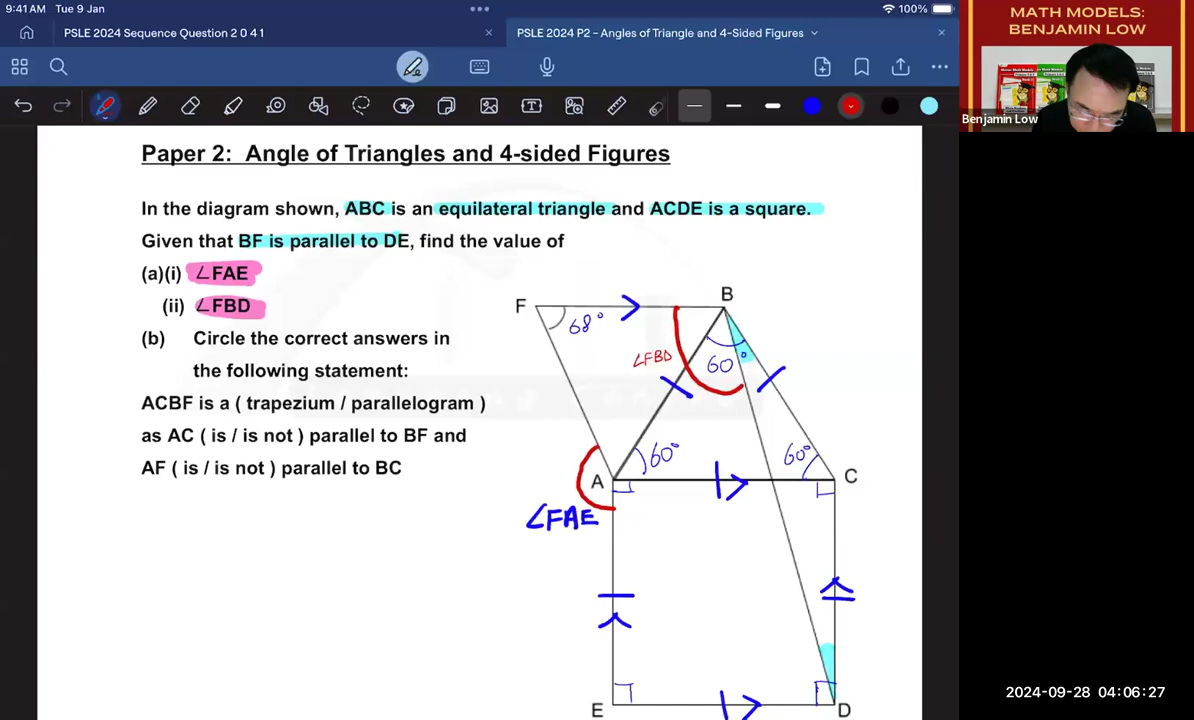 9:41 AM Tue 9 Jan
100%
PSLE 2024 Sequence Question 2 0 4 1
PSLE 2024 P2 - Angles of Triangle and 4-Sided Figures
MATH MODELS:
BENJAMIN LOW
Benjamin Low
Paper 2: Angle of Triangles and 4-sided Figures
In the diagram shown, ABC is an equilateral triangle and ACDE is a square.
Given that BF is parallel to DE, find the value of
(a)(i) ∠FAE
(ii) ∠FBD
(b) Circle the correct answers in
the following statement:
ACBF is a ( trapezium / parallelogram )
as AC ( is / is not ) parallel to BF and
AF ( is / is not ) parallel to BC
F
B
68°
∠FBD
60°
60°
60°
A
C
∠FAE
E
D
2024-09-28 04:06:27